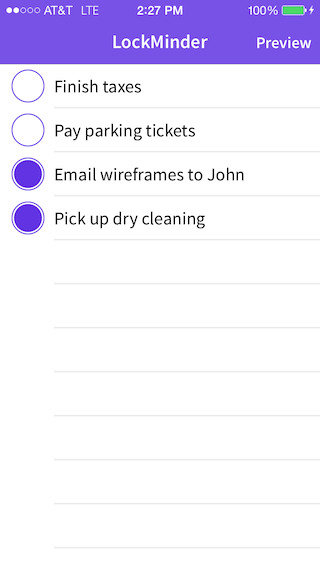 AT&T LTE 2:27 PM 100%
LockMinder Preview
Finish taxes
Pay parking tickets
Email wireframes to John
Pick up dry cleaning